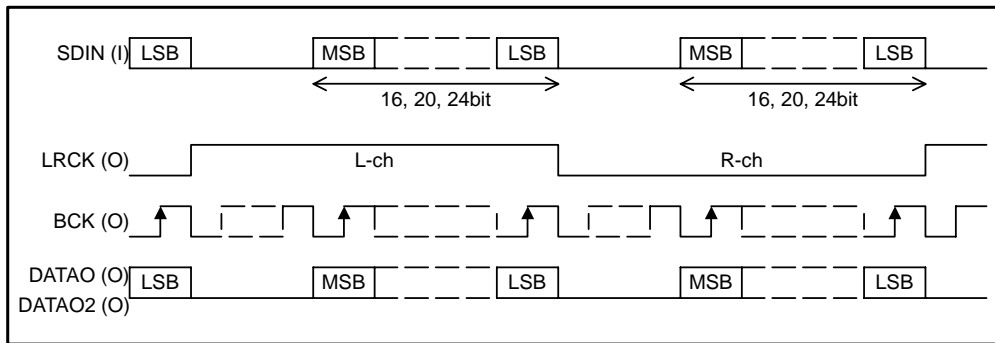 SDIN (I) LSB MSB LSB MSB LSB
16, 20, 24bit 16, 20, 24bit
LRCK (O) L-ch R-ch
BCK (O)
DATAO (O) LSB MSB LSB MSB LSB
DATAO2 (O)